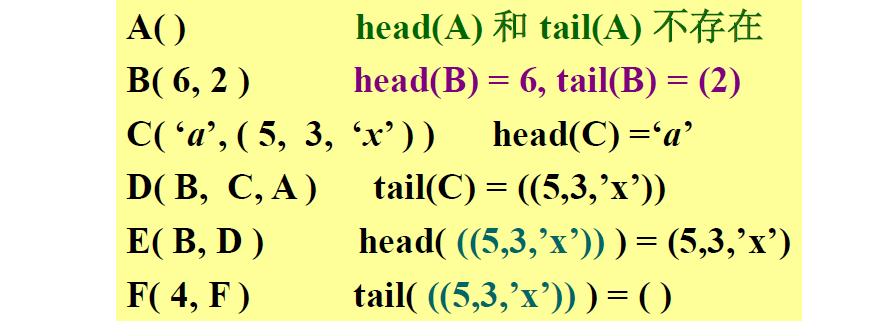 A( ) head(A) 和 tail(A) 不存在
B( 6, 2 ) head(B) = 6, tail(B) = (2)
C( ‘a’, ( 5, 3, ‘x’ ) ) head(C) =‘a’
D( B, C, A ) tail(C) = ((5,3,’x’))
E( B, D ) head( ((5,3,’x’)) ) = (5,3,’x’)
F( 4, F ) tail( ((5,3,’x’)) ) = ( )